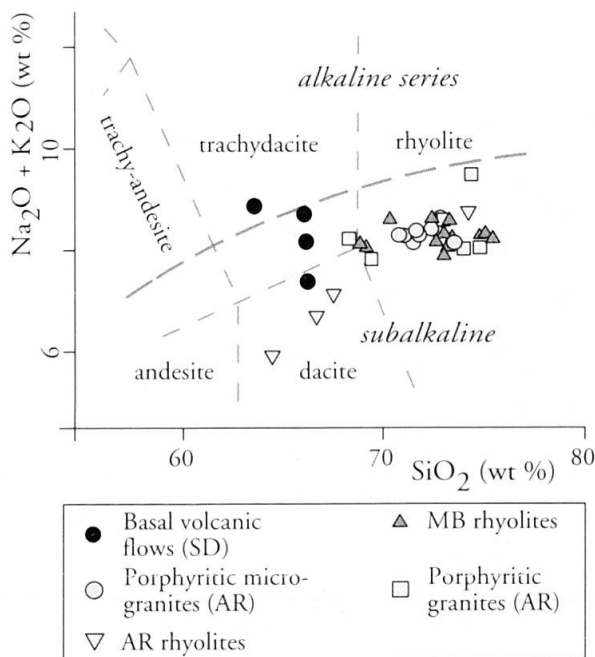 Na2O + K2O (wt %)
10
6
alkaline series
trachydacite
rhyolite
trachy-andesite
subalkaline
andesite
dacite
60
70
80
SiO2 (wt %)
Basal volcanic
flows (SD)
Porphyritic micro-
granites (AR)
AR rhyolites
MB rhyolites
Porphyritic
granites (AR)